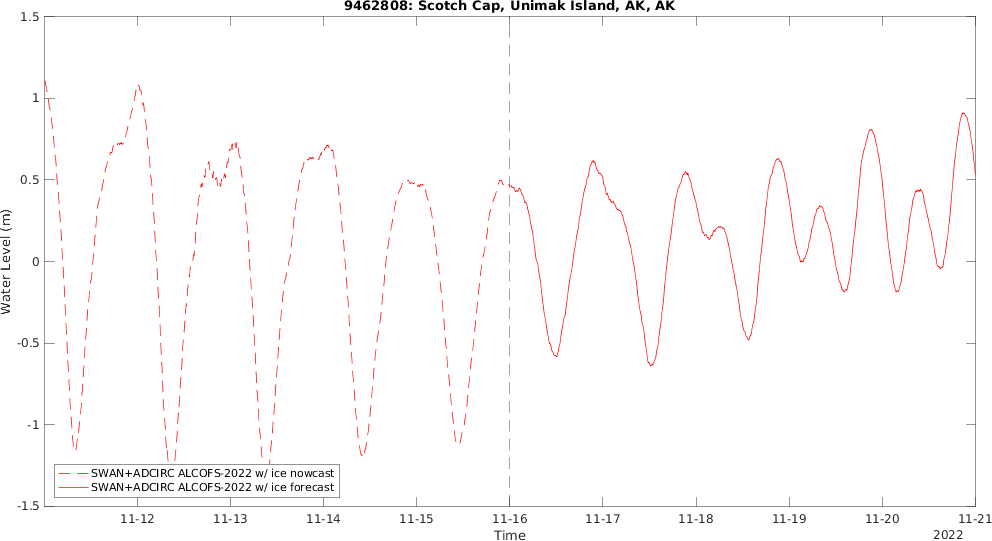 9462808: Scotch Cap, Unimak Island, AK, AK
1.5
1
0.5
0
-0.5
-1
-1.5
Water Level (m)
SWAN+ADCIRC ALCOFS-2022 w/ ice nowcast
SWAN+ADCIRC ALCOFS-2022 w/ ice forecast
11-12 11-13 11-14 11-15 11-16 11-17 11-18 11-19 11-20 11-21
Time
2022